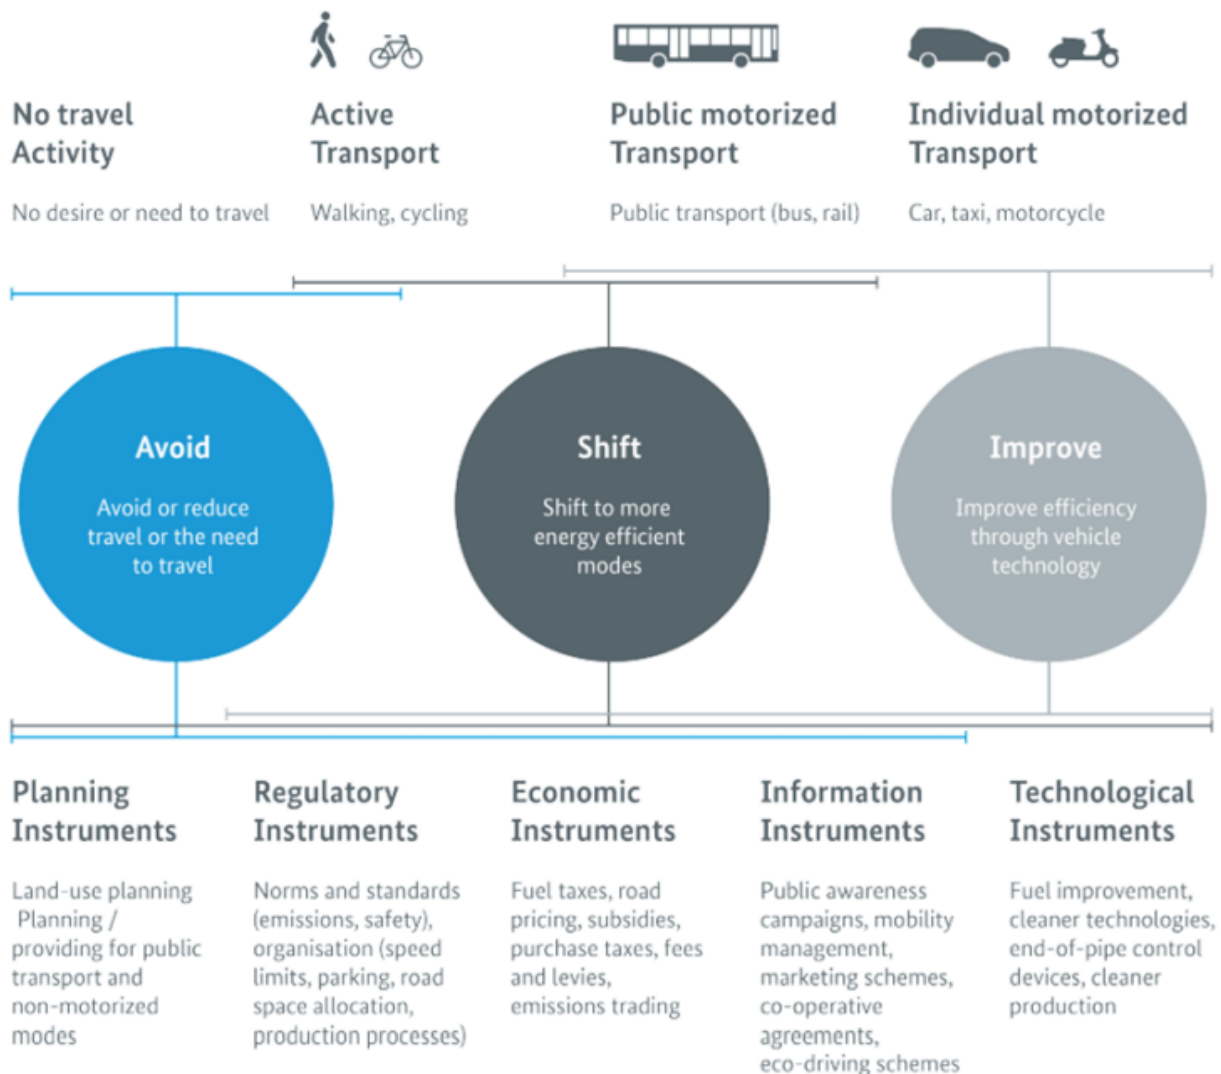 No travel
Activity
No desire or need to travel
Active
Transport
Walking, cycling
Public motorized
Transport
Public transport (bus, rail)
Individual motorized
Transport
Car, taxi, motorcycle
Avoid
Avoid or reduce
travel or the need
to travel
Shift
Shift to more
energy efficient
modes
Improve
Improve efficiency
through vehicle
technology
Planning
Instruments
Land-use planning
Planning /
providing for public
transport and
non-motorized
modes
Regulatory
Instruments
Norms and standards
(emissions, safety),
organisation (speed
limits, parking, road
space allocation,
production processes)
Economic
Instruments
Fuel taxes, road
pricing, subsidies,
purchase taxes, fees
and levies,
emissions trading
Information
Instruments
Public awareness
campaigns, mobility
management,
marketing schemes,
co-operative
agreements,
eco-driving schemes
Technological
Instruments
Fuel improvement,
cleaner technologies,
end-of-pipe control
devices, cleaner
production